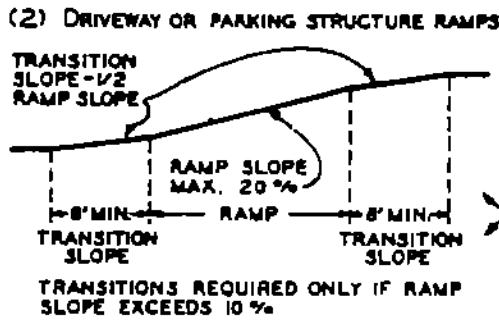 (2) DRIVEWAY OR PARKING STRUCTURE RAMPS
TRANSITION
SLOPE-1/2
RAMP SLOPE
RAMP SLOPE
MAX. 20%
8' MIN. RAMP 8' MIN.
TRANSITION TRANSITION
SLOPE SLOPE
TRANSITIONS REQUIRED ONLY IF RAMP
SLOPE EXCEEDS 10%